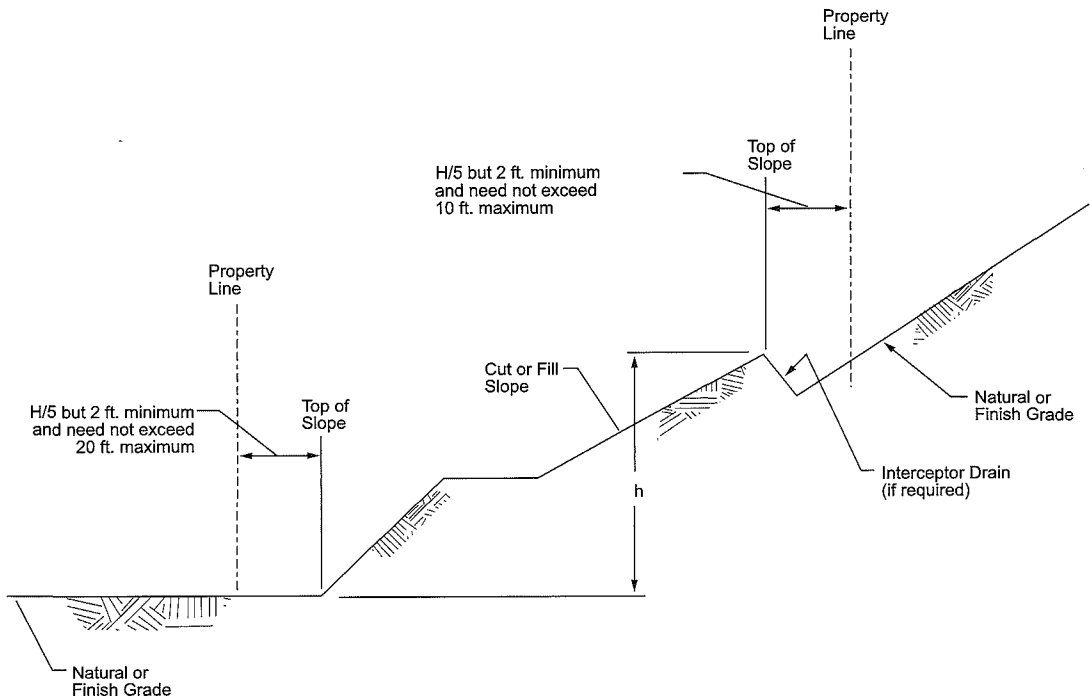 Property
Line
Top of
Slope
H/5 but 2 ft. minimum
and need not exceed
10 ft. maximum
Property
Line
Cut or Fill
Slope
Natural or
Finish Grade
H/5 but 2 ft. minimum
and need not exceed
20 ft. maximum
Top of
Slope
Interceptor Drain
(if required)
h
Natural or
Finish Grade